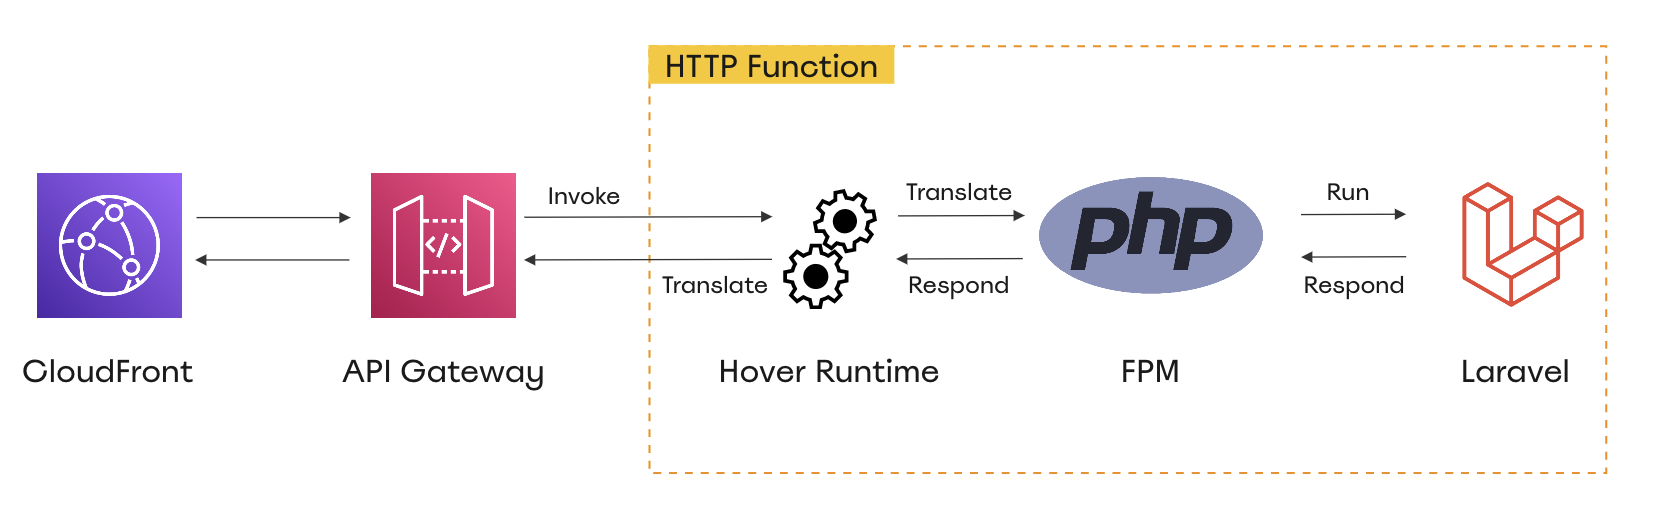 HTTP Function
Invoke
Translate
Run
</>
php
Translate
Respond
Respond
CloudFront
API Gateway
Hover Runtime
FPM
Laravel